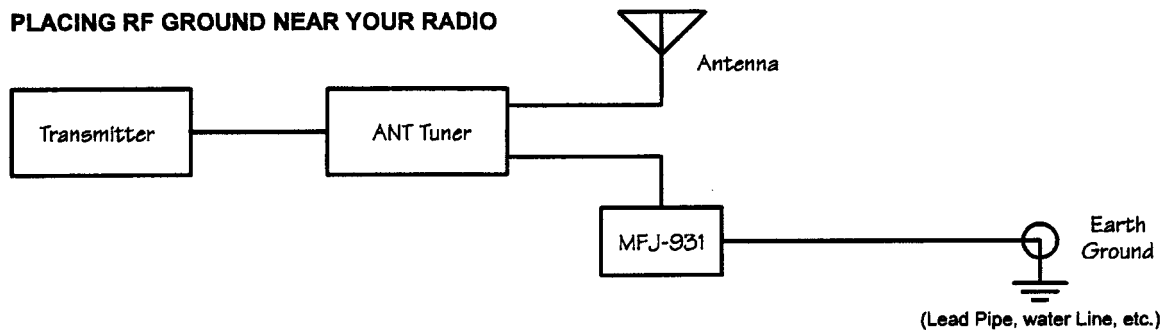 PLACING RF GROUND NEAR YOUR RADIO
Antenna
Transmitter
ANT Tuner
MFJ-931
Earth
Ground
(Lead Pipe, water Line, etc.)